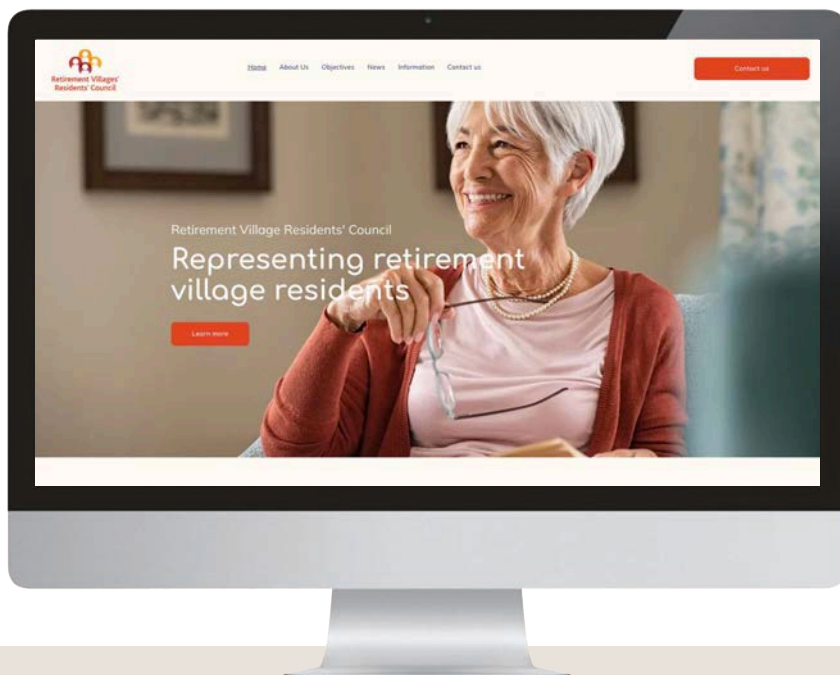 Retirement Villages'
Residents' Council
Home About Us Objectives News Information Contact us
Contact us
Retirement Village Residents' Council
Representing retirement
village residents
Learn more